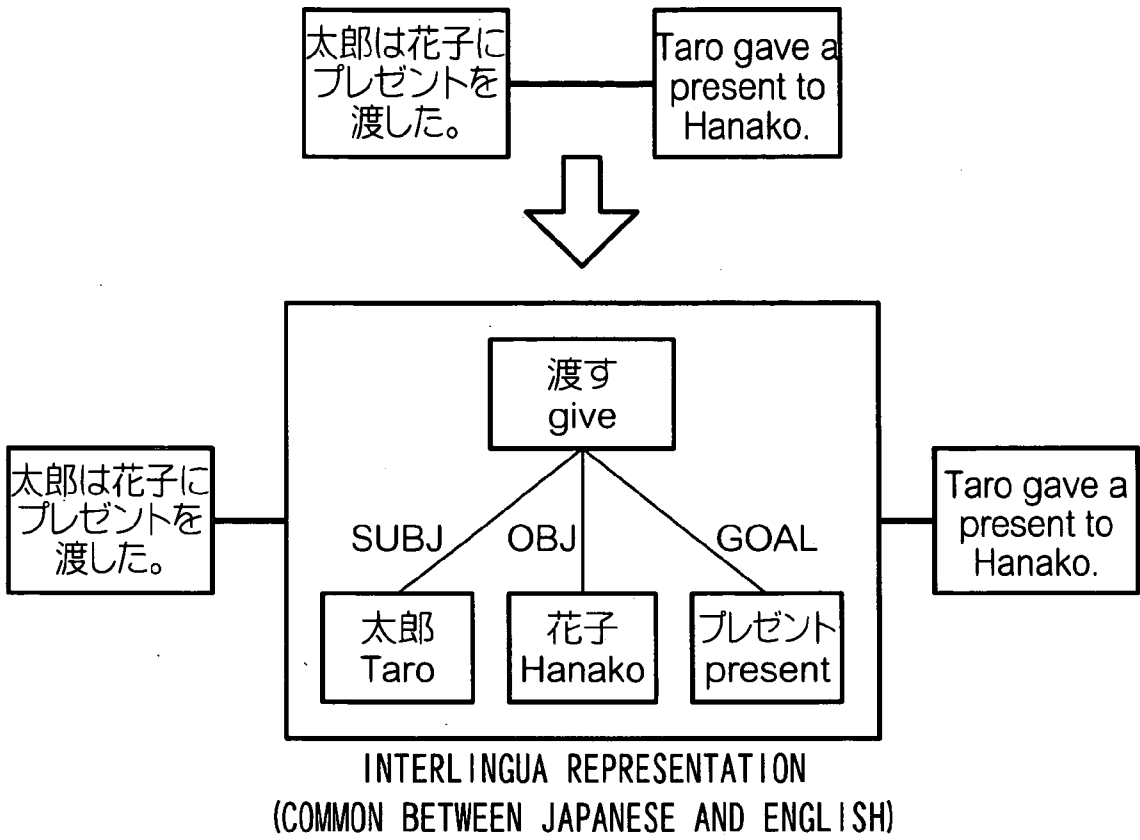 太郎は花子に
プレゼントを
渡した。
Taro gave a
present to
Hanako.
渡す
give
太郎は花子に
プレゼントを
渡した。
SUBJ
OBJ
GOAL
Taro gave a
present to
Hanako.
太郎
Taro
花子
Hanako
プレゼント
present
INTERLINGUA REPRESENTATION
(COMMON BETWEEN JAPANESE AND ENGLISH)